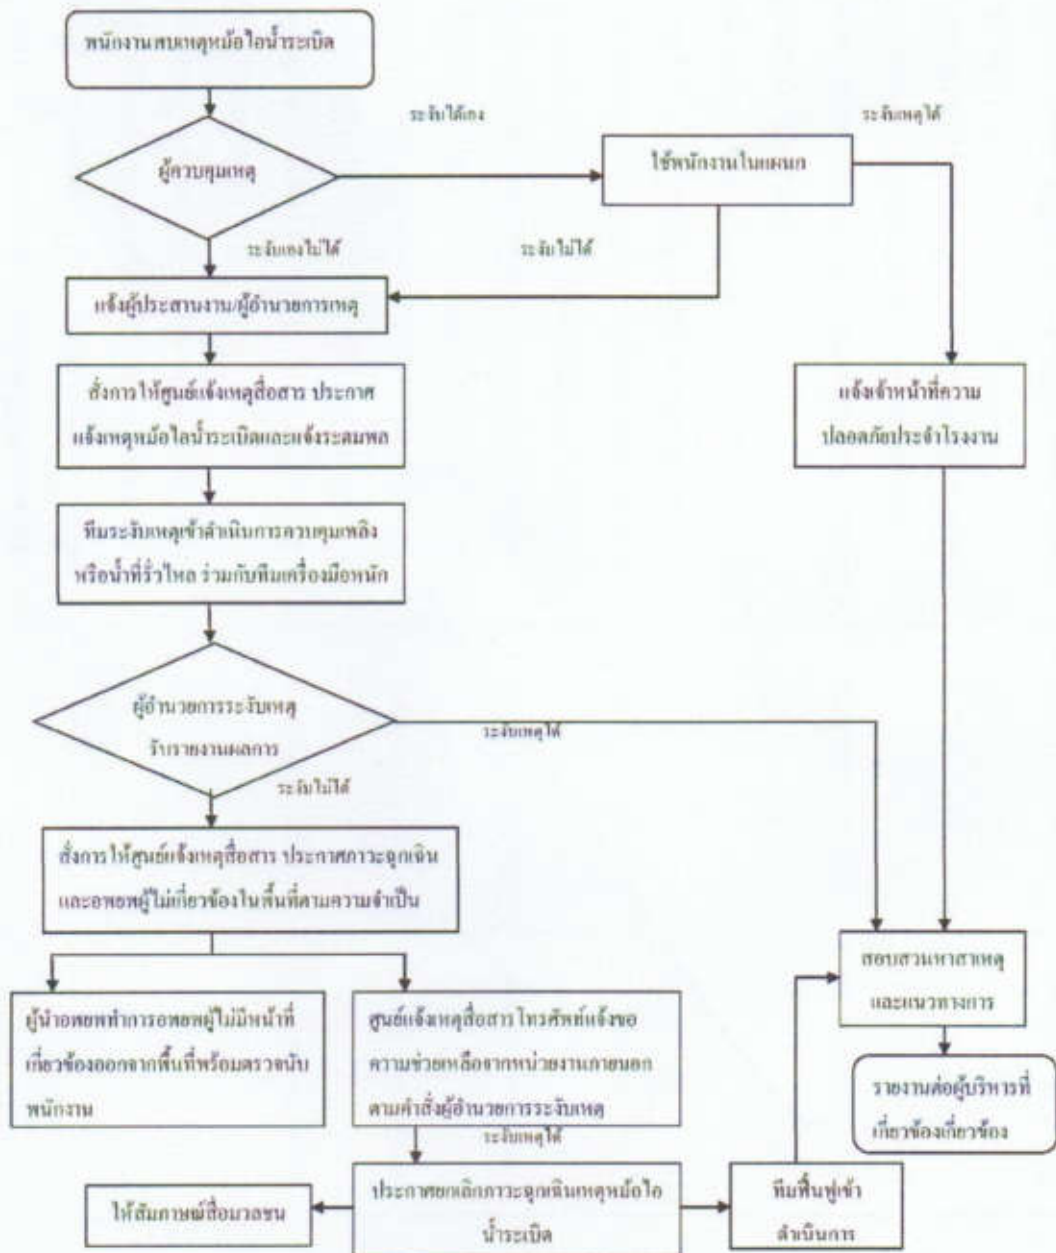 พนักงานพบเหตุหม้อไอน้ำระเบิด
ระงับได้เอง
ระงับเหตุได้
ผู้ควบคุมเหตุ
ใช้พนักงานในแผนก
ระงับเองไม่ได้
ระงับไม่ได้
แจ้งผู้ประสานงาน/ผู้อำนวยการเหตุ
สั่งการให้ศูนย์แจ้งเหตุสื่อสาร ประกาศ
แจ้งเหตุหม้อไอน้ำระเบิดและแจ้งระดมพล
แจ้งเจ้าหน้าที่ความ
ปลอดภัยประจำโรงงาน
ทีมระงับเหตุเข้าดำเนินการควบคุมเพลิง
หรือน้ำที่รั่วไหล ร่วมกับทีมเครื่องมือหนัก
ผู้อำนวยการระงับเหตุ
รับรายงานผลการ
ระงับเหตุได้
ระงับไม่ได้
สั่งการให้ศูนย์แจ้งเหตุสื่อสาร ประกาศภาวะฉุกเฉิน
และอพยพผู้ไม่เกี่ยวข้องในพื้นที่ตามความจำเป็น
สอบสวนหาสาเหตุ
และแนวทางการ
ผู้นำอพยพทำการอพยพผู้ไม่มีหน้าที่
เกี่ยวข้องออกจากพื้นที่พร้อมตรวจนับ
พนักงาน
ศูนย์แจ้งเหตุสื่อสาร โทรศัพท์แจ้งขอ
ความช่วยเหลือจากหน่วยงานภายนอก
ตามคำสั่งผู้อำนวยการระงับเหตุ
รายงานต่อผู้บริหารที่
เกี่ยวข้องเกี่ยวข้อง
ระงับเหตุได้
ให้สัมภาษณ์สื่อมวลชน
ประกาศยกเลิกภาวะฉุกเฉินเหตุหม้อไอ
น้ำระเบิด
ทีมฟื้นฟูเข้า
ดำเนินการ